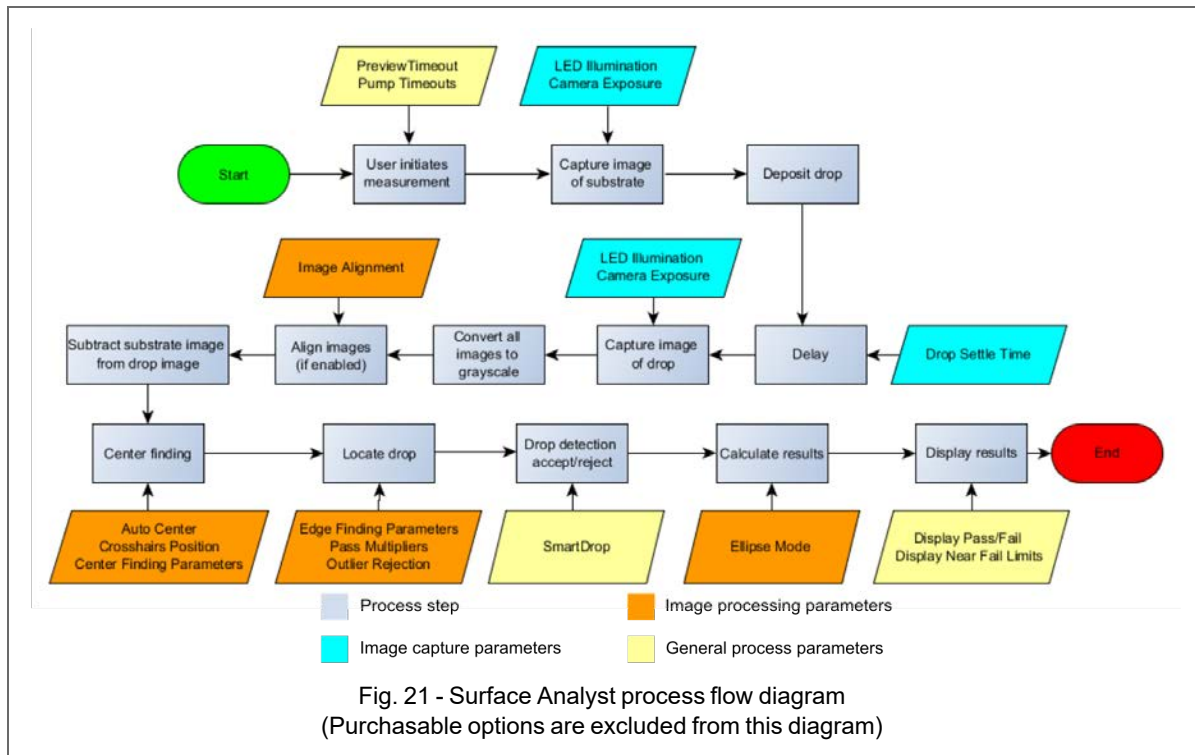 PreviewTimeout
Pump Timeouts
LED Illumination
Camera Exposure
Start
User initiates
measurement
Capture image
of substrate
Deposit drop
Image Alignment
LED Illumination
Camera Exposure
Subtract substrate image
from drop image
Align images
(if enabled)
Convert all
images to
grayscale
Capture image
of drop
Delay
Drop Settle Time
Center finding
Locate drop
Drop detection
accept/reject
Calculate results
Display results
End
Auto Center
Crosshairs Position
Center Finding Parameters
Edge Finding Parameters
Pass Multipliers
Outlier Rejection
SmartDrop
Ellipse Mode
Display Pass/Fail
Display Near Fail Limits
Process step
Image processing parameters
Image capture parameters
General process parameters
Fig. 21 - Surface Analyst process flow diagram
(Purchasable options are excluded from this diagram)